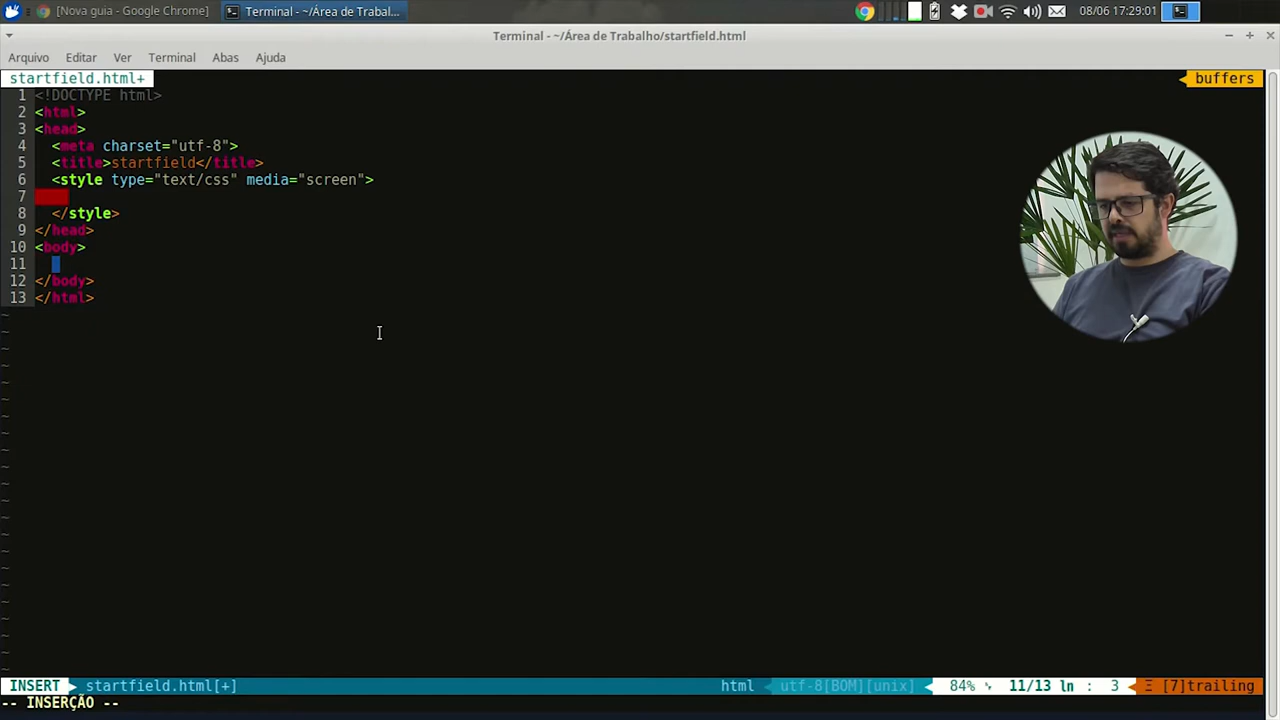 [Nova guia - Google Chrome] Terminal - ~/Área de Trabal... 08/06 17:29:01
Terminal - ~/Área de Trabalho/startfield.html
Arquivo Editar Ver Terminal Abas Ajuda
startfield.html+ buffers
1 <!DOCTYPE html>
2 <html>
3 <head>
4 <meta charset="utf-8">
5 <title>startfield</title>
6 <style type="text/css" media="screen">
7
8 </style>
9 </head>
10 <body>
11
12 </body>
13 </html>
INSERT startfield.html[+] html utf-8[BOM][unix] 84% 11/13 ln : 3 Ξ [7]trailing
-- INSERÇÃO --